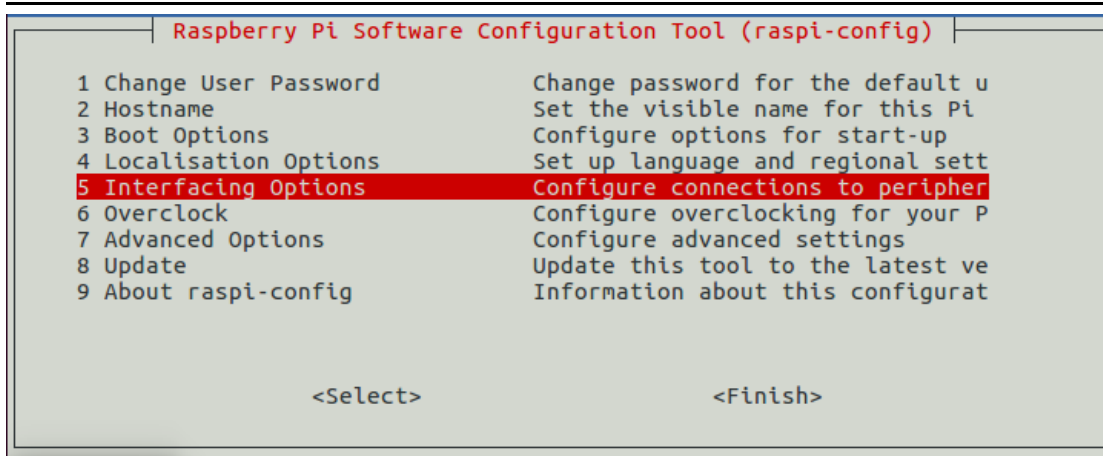 Raspberry Pi Software Configuration Tool (raspi-config)
1 Change User Password Change password for the default u
2 Hostname Set the visible name for this Pi
3 Boot Options Configure options for start-up
4 Localisation Options Set up language and regional sett
5 Interfacing Options Configure connections to peripher
6 Overclock Configure overclocking for your P
7 Advanced Options Configure advanced settings
8 Update Update this tool to the latest ve
9 About raspi-config Information about this configurat
<Select> <Finish>